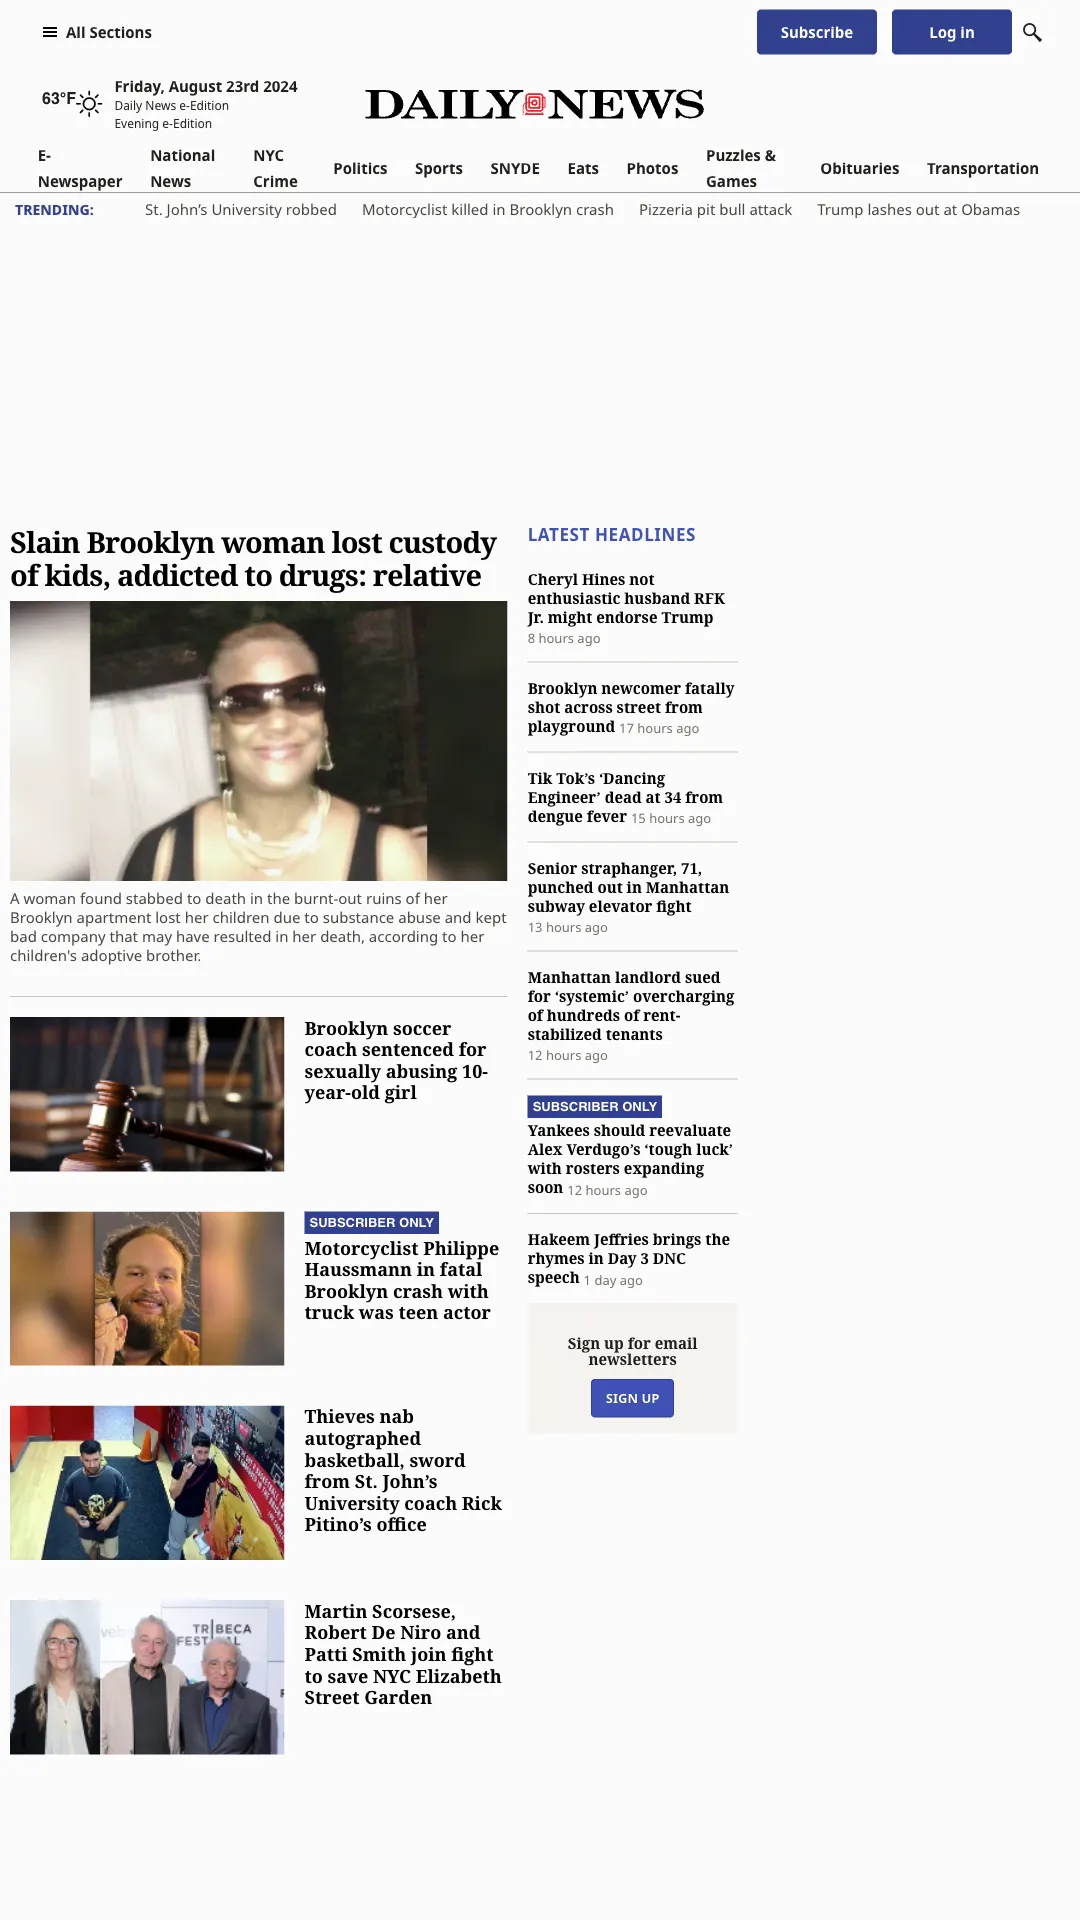 All Sections
Subscribe
Log in
63°F
Friday, August 23rd 2024
Daily News e-Edition
Evening e-Edition
DAILY NEWS
E-
Newspaper
National
News
NYC
Crime
Politics
Sports
SNYDE
Eats
Photos
Puzzles &
Games
Obituaries
Transportation
TRENDING:
St. John’s University robbed
Motorcyclist killed in Brooklyn crash
Pizzeria pit bull attack
Trump lashes out at Obamas
Slain Brooklyn woman lost custody
of kids, addicted to drugs: relative
A woman found stabbed to death in the burnt-out ruins of her
Brooklyn apartment lost her children due to substance abuse and kept
bad company that may have resulted in her death, according to her
children's adoptive brother.
Brooklyn soccer
coach sentenced for
sexually abusing 10-
year-old girl
SUBSCRIBER ONLY
Motorcyclist Philippe
Haussmann in fatal
Brooklyn crash with
truck was teen actor
Thieves nab
autographed
basketball, sword
from St. John’s
University coach Rick
Pitino’s office
TRIBECA
Martin Scorsese,
Robert De Niro and
Patti Smith join fight
to save NYC Elizabeth
Street Garden
LATEST HEADLINES
Cheryl Hines not
enthusiastic husband RFK
Jr. might endorse Trump
8 hours ago
Brooklyn newcomer fatally
shot across street from
playground 17 hours ago
Tik Tok’s ‘Dancing
Engineer’ dead at 34 from
dengue fever 15 hours ago
Senior straphanger, 71,
punched out in Manhattan
subway elevator fight
13 hours ago
Manhattan landlord sued
for ‘systemic’ overcharging
of hundreds of rent-
stabilized tenants
12 hours ago
SUBSCRIBER ONLY
Yankees should reevaluate
Alex Verdugo’s ‘tough luck’
with rosters expanding
soon 12 hours ago
Hakeem Jeffries brings the
rhymes in Day 3 DNC
speech 1 day ago
Sign up for email
newsletters
SIGN UP